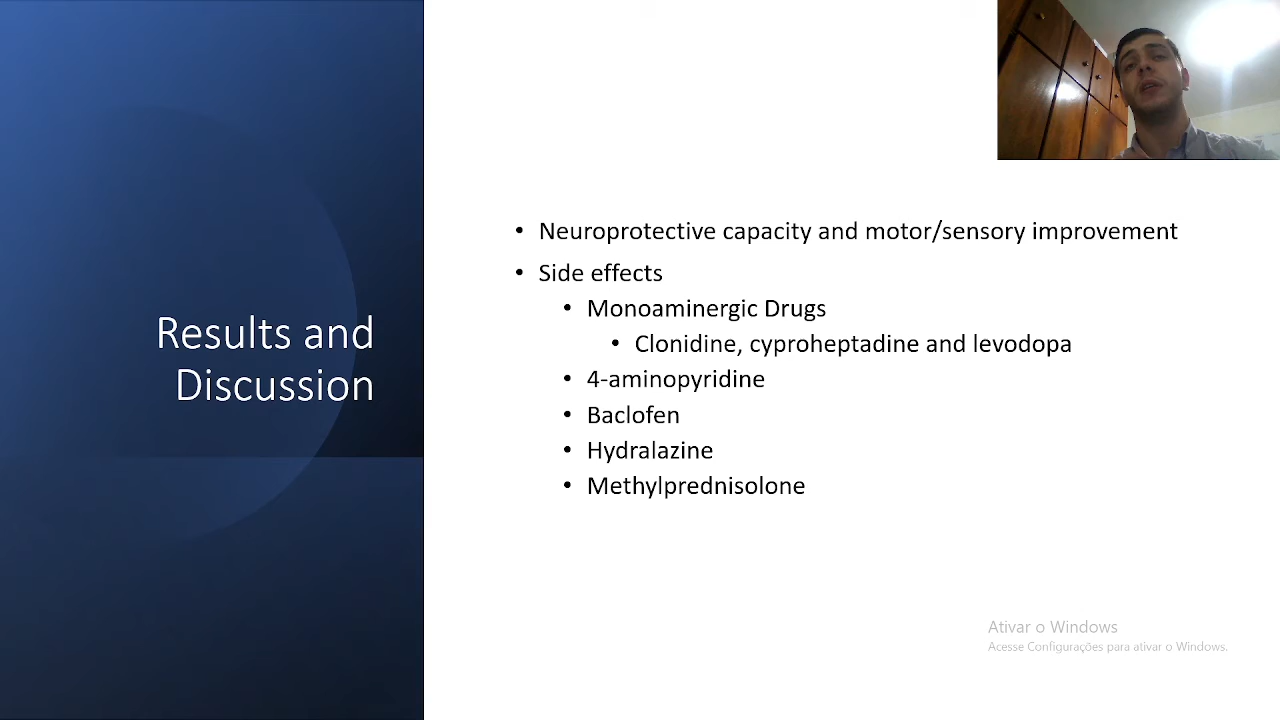 Results and
Discussion
• Neuroprotective capacity and motor/sensory improvement
• Side effects
• Monoaminergic Drugs
• Clonidine, cyproheptadine and levodopa
• 4-aminopyridine
• Baclofen
• Hydralazine
• Methylprednisolone
Ativar o Windows
Acesse Configurações para ativar o Windows.